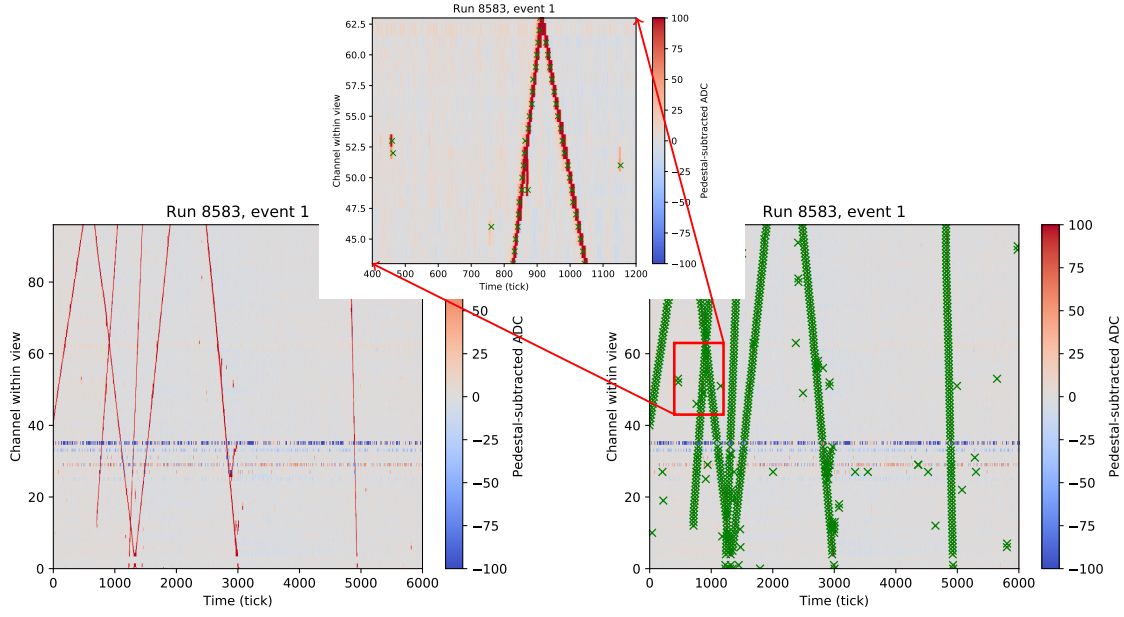 Run 8583, event 1
62.5
60.0
57.5
55.0
52.5
50.0
47.5
45.0
Channel within view
400 500 600 700 800 900 1000 1100 1200
Time (tick)
100
75
50
25
0
−25
−50
−75
−100
Pedestal-subtracted ADC
Run 8583, event 1
80
60
40
20
0
Channel within view
0 1000 2000 3000 4000 5000 6000
Time (tick)
50
25
0
−25
−50
−75
−100
Pedestal-subtracted ADC
Run 8583, event 1
60
40
20
0
Channel within view
0 1000 2000 3000 4000 5000 6000
Time (tick)
100
75
50
25
0
−25
−50
−75
−100
Pedestal-subtracted ADC